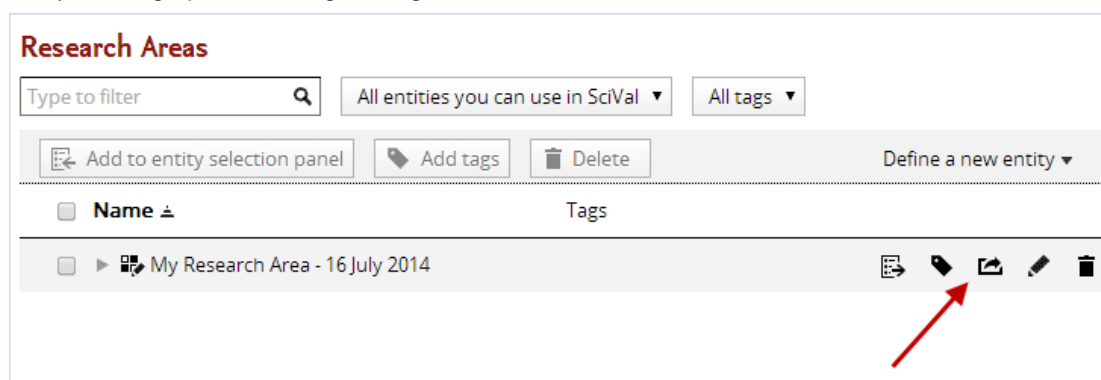 Research Areas
Type to filter All entities you can use in SciVal All tags
Add to entity selection panel Add tags Delete Define a new entity
Name Tags
My Research Area - 16 July 2014